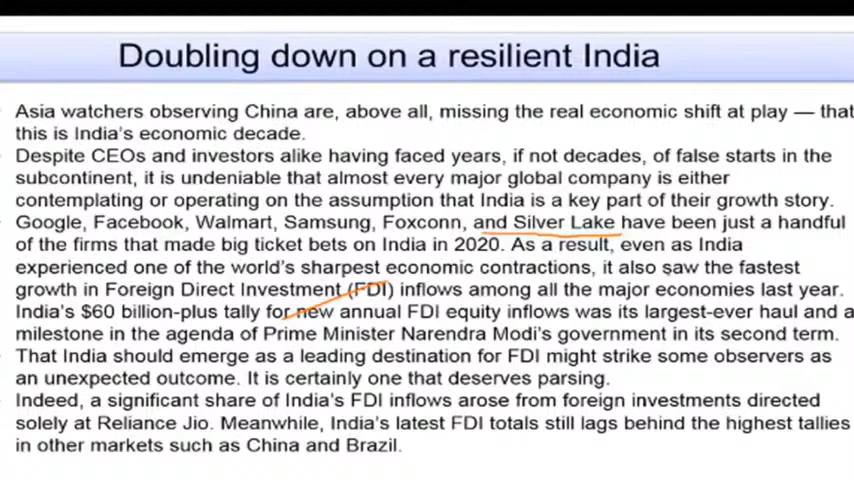 Doubling down on a resilient India
Asia watchers observing China are, above all, missing the real economic shift at play — that
this is India's economic decade.
Despite CEOs and investors alike having faced years, if not decades, of false starts in the
subcontinent, it is undeniable that almost every major global company is either
contemplating or operating on the assumption that India is a key part of their growth story.
Google, Facebook, Walmart, Samsung, Foxconn, and Silver Lake have been just a handful
of the firms that made big ticket bets on India in 2020. As a result, even as India
experienced one of the world's sharpest economic contractions, it also saw the fastest
growth in Foreign Direct Investment (FDI) inflows among all the major economies last year.
India's $60 billion-plus tally for new annual FDI equity inflows was its largest-ever haul and a
milestone in the agenda of Prime Minister Narendra Modi's government in its second term.
That India should emerge as a leading destination for FDI might strike some observers as
an unexpected outcome. It is certainly one that deserves parsing.
Indeed, a significant share of India's FDI inflows arose from foreign investments directed
solely at Reliance Jio. Meanwhile, India's latest FDI totals still lags behind the highest tallies
in other markets such as China and Brazil.